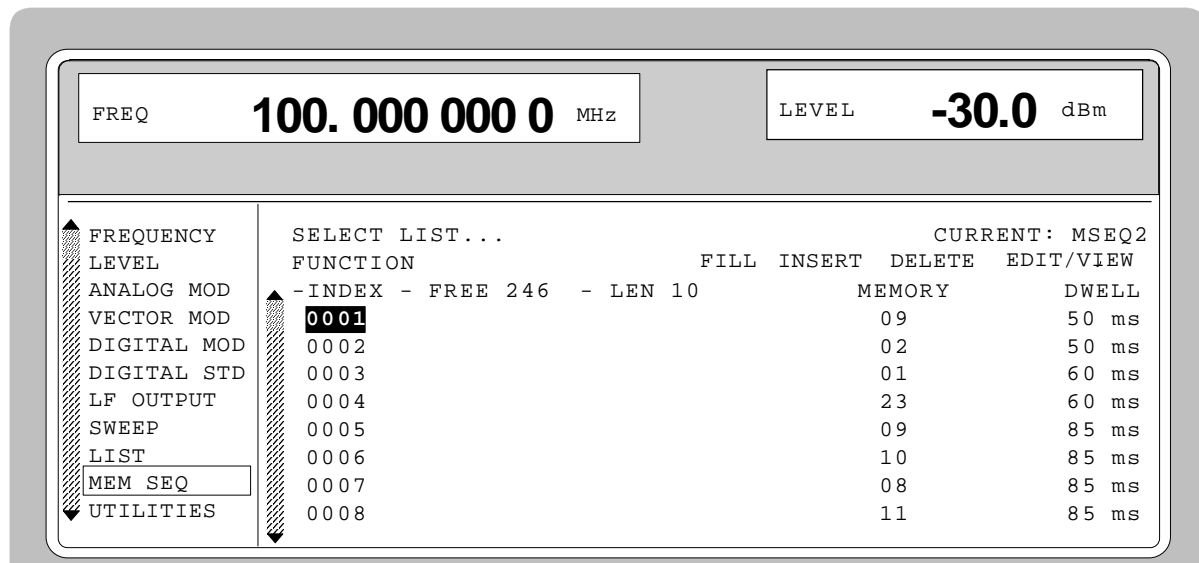 FREQ 100. 000 000 0 MHz LEVEL -30.0 dBm
FREQUENCY
LEVEL
ANALOG MOD
VECTOR MOD
DIGITAL MOD
DIGITAL STD
LF OUTPUT
SWEEP
LIST
MEM SEQ
UTILITIES
SELECT LIST... CURRENT: MSEQ2
FUNCTION FILL INSERT DELETE EDIT/VIEW
-INDEX - FREE 246 - LEN 10 MEMORY DWELL
0001 09 50 ms
0002 02 50 ms
0003 01 60 ms
0004 23 60 ms
0005 09 85 ms
0006 10 85 ms
0007 08 85 ms
0008 11 85 ms